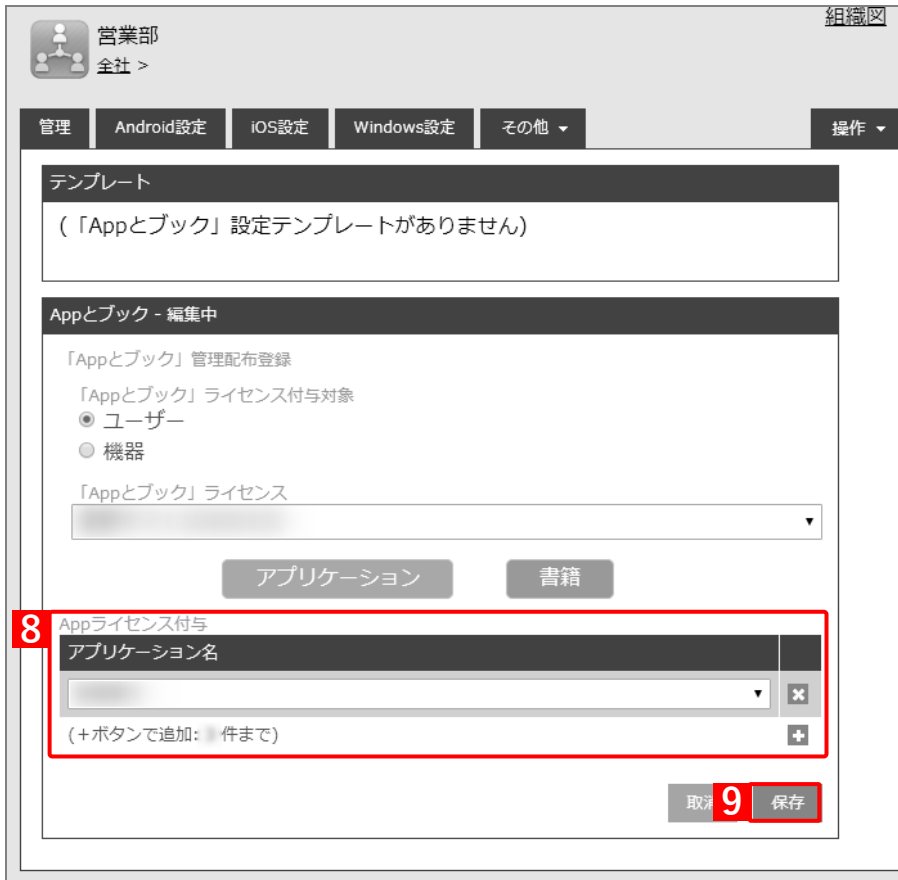 組織図
営業部
全社 >
管理 Android設定 iOS設定 Windows設定 その他 ▼ 操作 ▼
テンプレート
(「Appとブック」設定テンプレートがありません)
Appとブック - 編集中
「Appとブック」管理配布登録
「Appとブック」ライセンス付与対象
ユーザー
機器
「Appとブック」ライセンス
アプリケーション 書籍
8 Appライセンス付与
アプリケーション名
(+ボタンで追加: 件まで)
9 保存